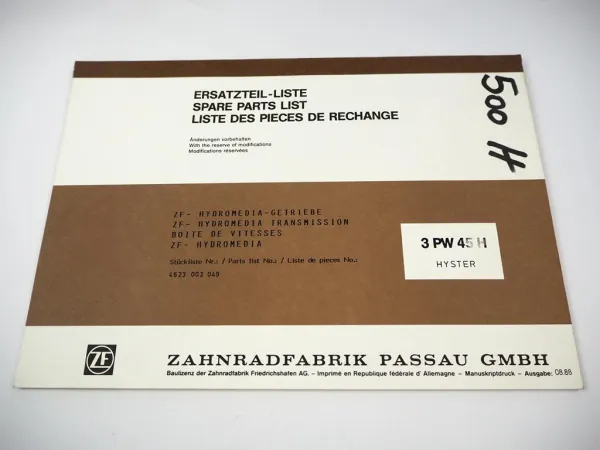 ERSATZTEIL-LISTE
SPARE PARTS LIST
LISTE DES PIECES DE RECHANGE
Änderungen vorbehalten
With the reserve of modifications
Modifications réservées
500 H
ZF- HYDROMEDIA-GETRIEBE
ZF- HYDROMEDIA TRANSMISSION
BOITE DE VITESSES
ZF- HYDROMEDIA
Stückliste Nr.: / Parts list No.: / Liste de pieces No.:
4623 002 040
3 PW 45 H
HYSTER
ZF
ZAHNRADFABRIK PASSAU GMBH
Baulizenz der Zahnradfabrik Friedrichshafen AG. – Imprimé en Republique fédérale d' Allemagne – Manuskriptdruck – Ausgabe: 08.88